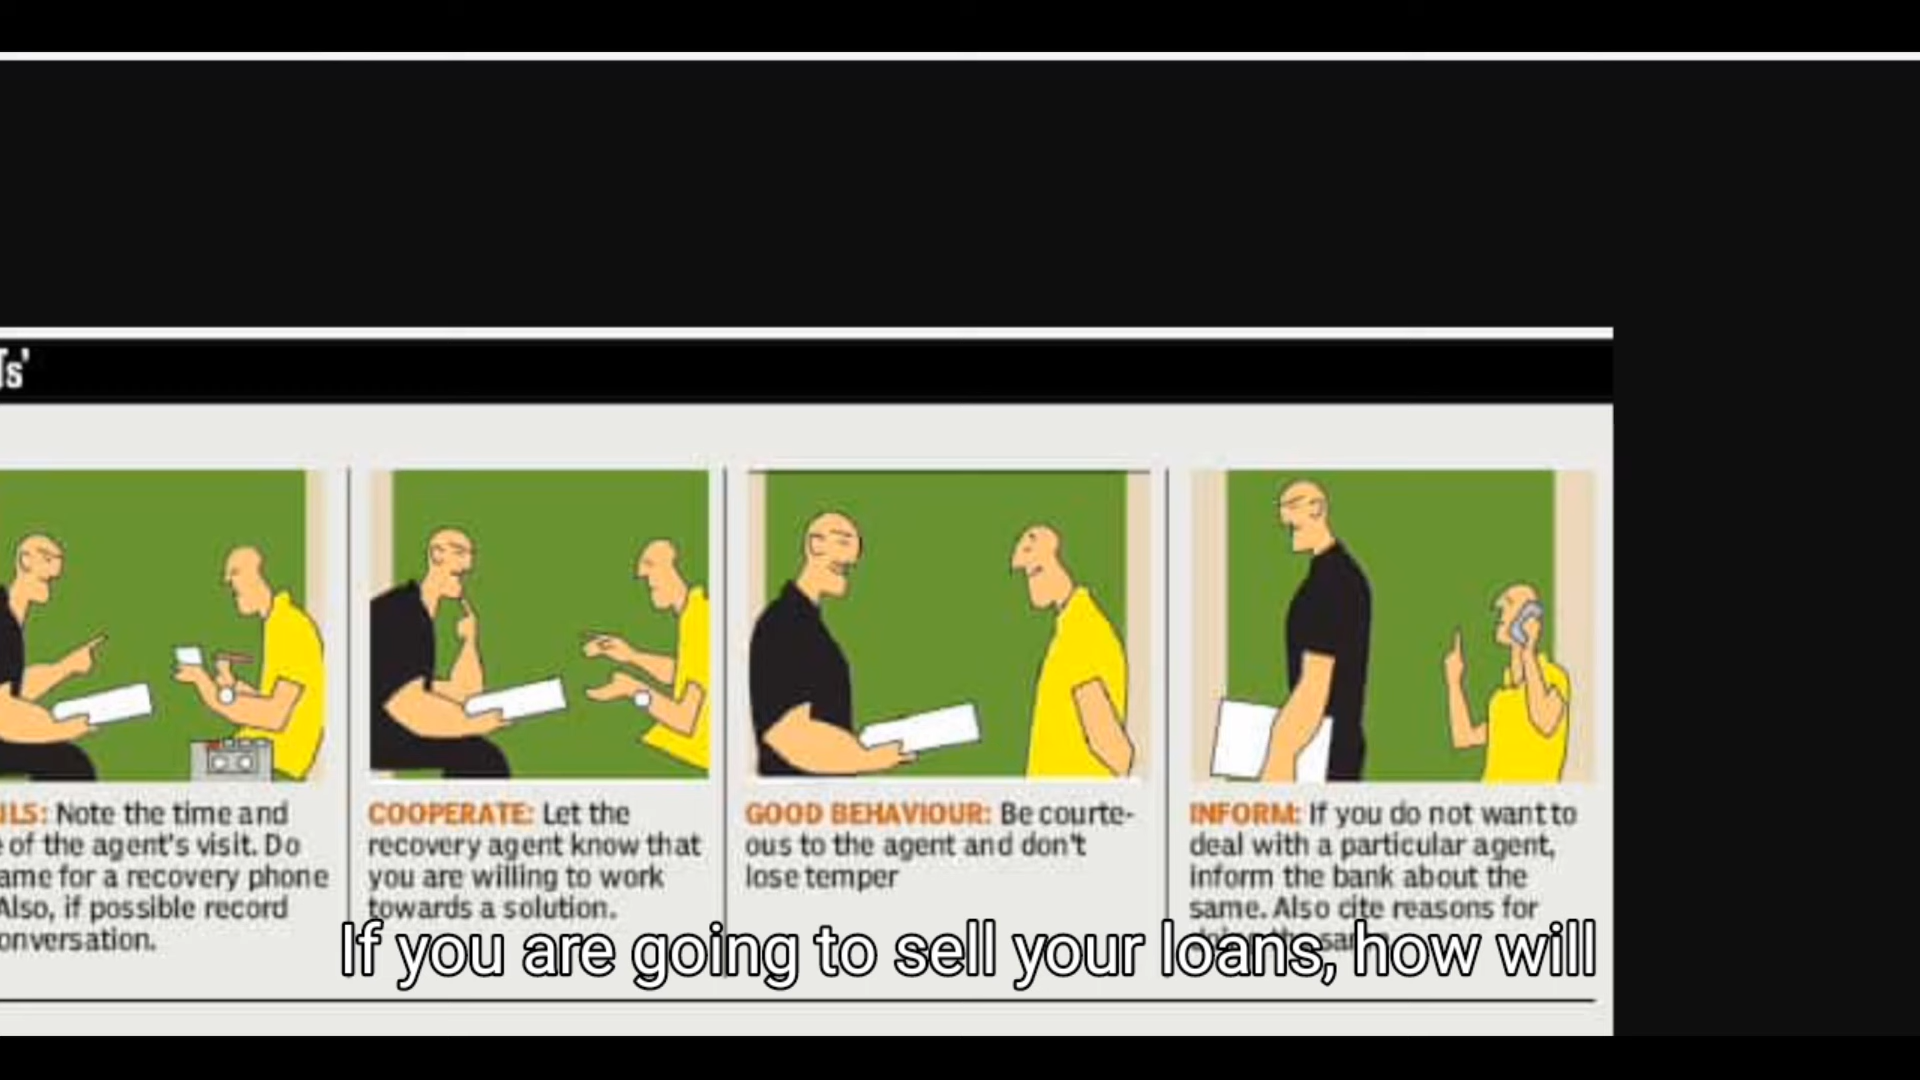 Ts'
ILS: Note the time and
of the agent's visit. Do
ame for a recovery phone
Also, if possible record
onversation.
COOPERATE: Let the
recovery agent know that
you are willing to work
towards a solution.
GOOD BEHAVIOUR: Be courte-
ous to the agent and don't
lose temper
INFORM: If you do not want to
deal with a particular agent,
inform the bank about the
same. Also cite reasons for
If you are going to sell your loans, how will